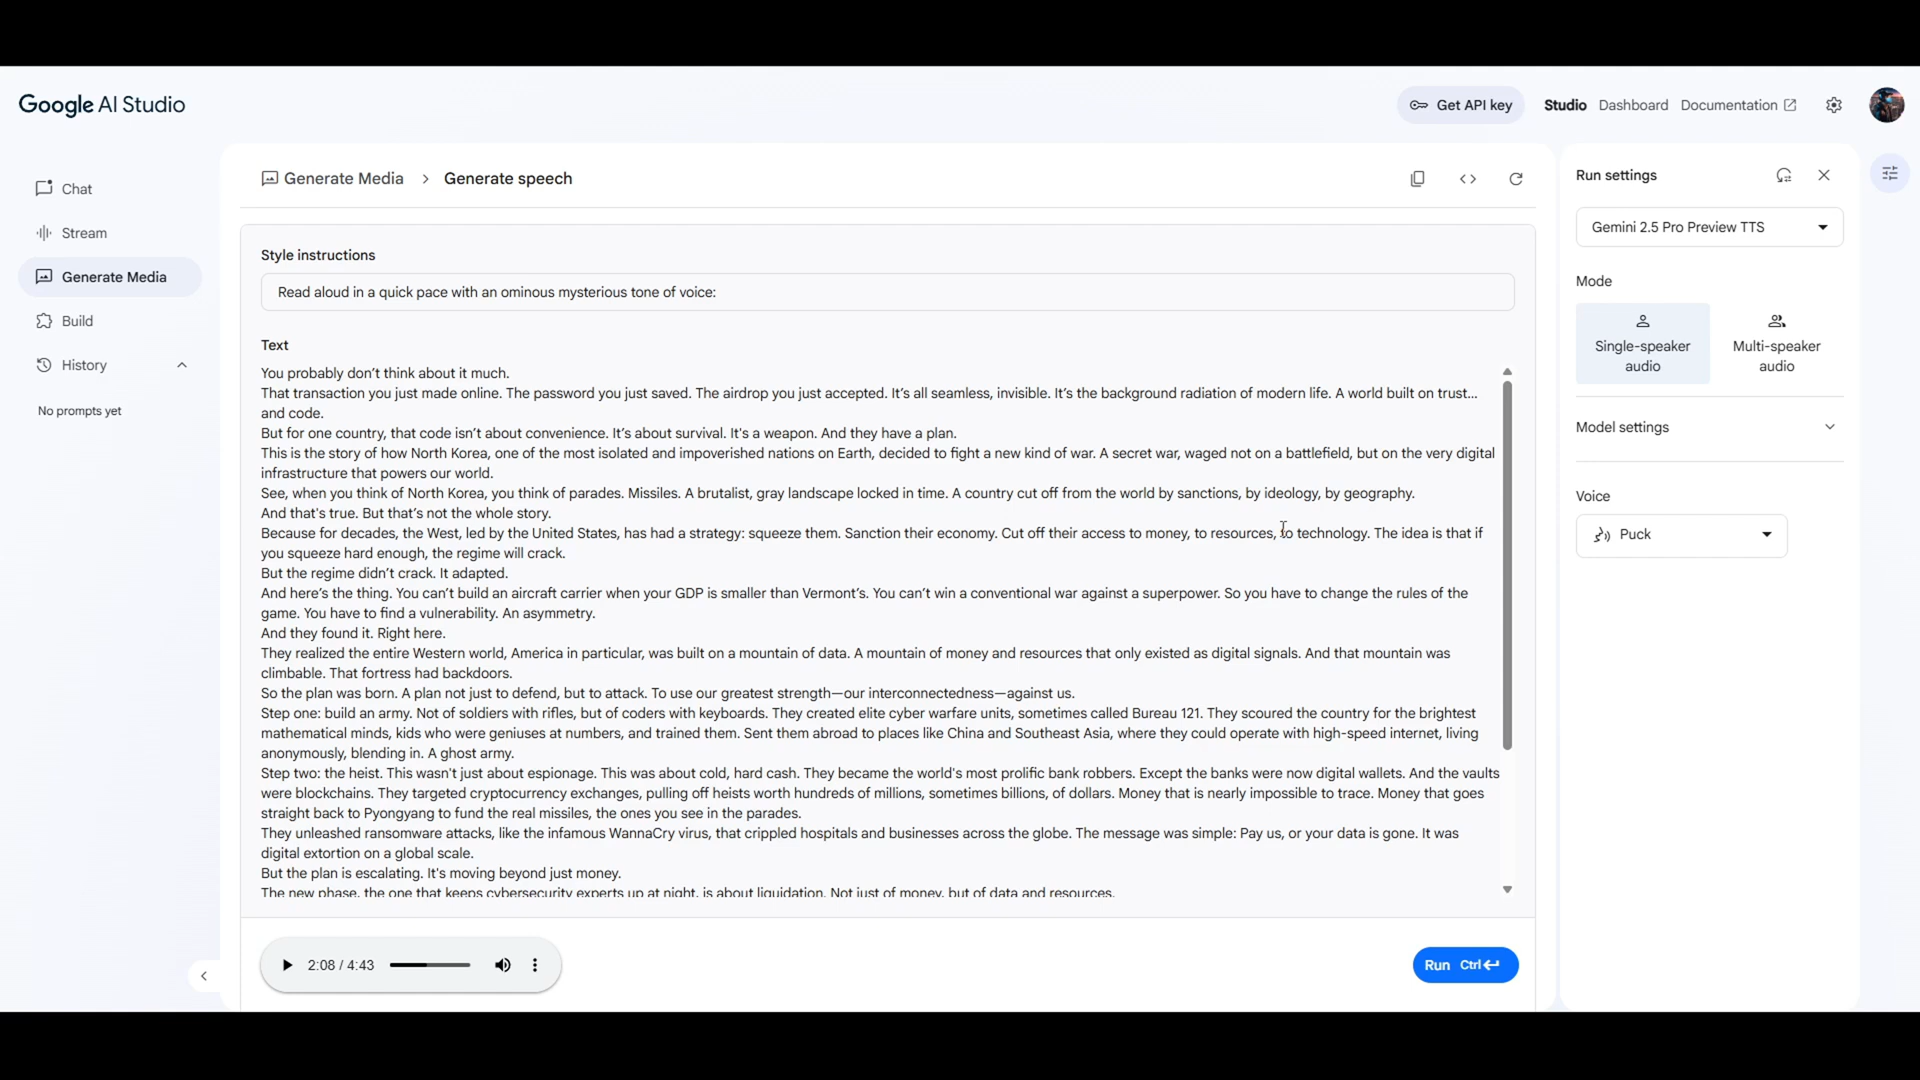 Google AI Studio
Get API key
Studio
Dashboard
Documentation
Chat
Stream
Generate Media
Build
History
No prompts yet
Generate Media
Generate speech
Style instructions
Read aloud in a quick pace with an ominous mysterious tone of voice:
Text
You probably don’t think about it much.
That transaction you just made online. The password you just saved. The airdrop you just accepted. It’s all seamless, invisible. It’s the background radiation of modern life. A world built on trust...
and code.
But for one country, that code isn’t about convenience. It’s about survival. It's a weapon. And they have a plan.
This is the story of how North Korea, one of the most isolated and impoverished nations on Earth, decided to fight a new kind of war. A secret war, waged not on a battlefield, but on the very digital
infrastructure that powers our world.
See, when you think of North Korea, you think of parades. Missiles. A brutalist, gray landscape locked in time. A country cut off from the world by sanctions, by ideology, by geography.
And that's true. But that’s not the whole story.
Because for decades, the West, led by the United States, has had a strategy: squeeze them. Sanction their economy. Cut off their access to money, to resources, to technology. The idea is that if
you squeeze hard enough, the regime will crack.
But the regime didn’t crack. It adapted.
And here’s the thing. You can’t build an aircraft carrier when your GDP is smaller than Vermont’s. You can’t win a conventional war against a superpower. So you have to change the rules of the
game. You have to find a vulnerability. An asymmetry.
And they found it. Right here.
They realized the entire Western world, America in particular, was built on a mountain of data. A mountain of money and resources that only existed as digital signals. And that mountain was
climbable. That fortress had backdoors.
So the plan was born. A plan not just to defend, but to attack. To use our greatest strength—our interconnectedness—against us.
Step one: build an army. Not of soldiers with rifles, but of coders with keyboards. They created elite cyber warfare units, sometimes called Bureau 121. They scoured the country for the brightest
mathematical minds, kids who were geniuses at numbers, and trained them. Sent them abroad to places like China and Southeast Asia, where they could operate with high-speed internet, living
anonymously, blending in. A ghost army.
Step two: the heist. This wasn't just about espionage. This was about cold, hard cash. They became the world's most prolific bank robbers. Except the banks were now digital wallets. And the vaults
were blockchains. They targeted cryptocurrency exchanges, pulling off heists worth hundreds of millions, sometimes billions, of dollars. Money that is nearly impossible to trace. Money that goes
straight back to Pyongyang to fund the real missiles, the ones you see in the parades.
They unleashed ransomware attacks, like the infamous WannaCry virus, that crippled hospitals and businesses across the globe. The message was simple: Pay us, or your data is gone. It was
digital extortion on a global scale.
But the plan is escalating. It's moving beyond just money.
The new phase, the one that keeps cybersecurity experts up at night, is about liquidation. Not just of money, but of data and resources.
2:08 / 4:43
Run Ctrl
Run settings
Gemini 2.5 Pro Preview TTS
Mode
Single-speaker
audio
Multi-speaker
audio
Model settings
Voice
Puck